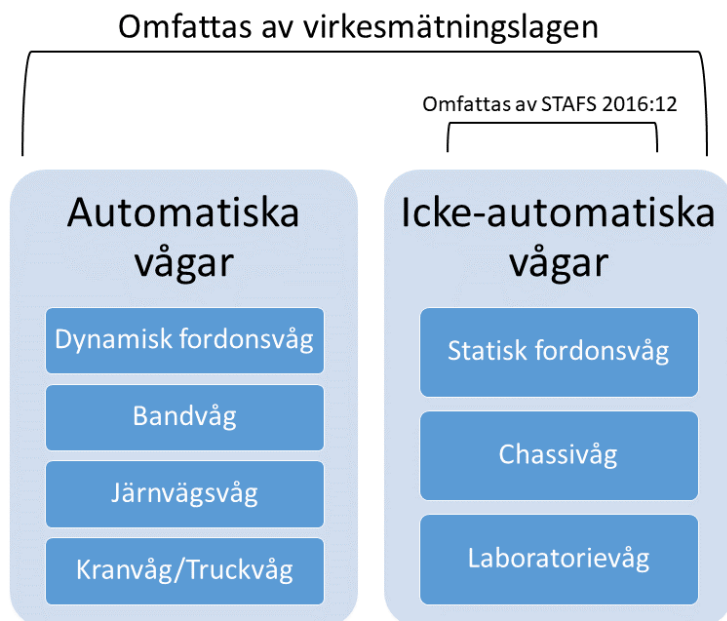 Omfattas av virkesmätningslagen
Omfattas av STAFS 2016:12
Automatiska
vågar
Dynamisk fordonsvåg
Bandvåg
Järnvägsvåg
Kranvåg/Truckvåg
Icke-automatiska
vågar
Statisk fordonsvåg
Chassivåg
Laboratorievåg